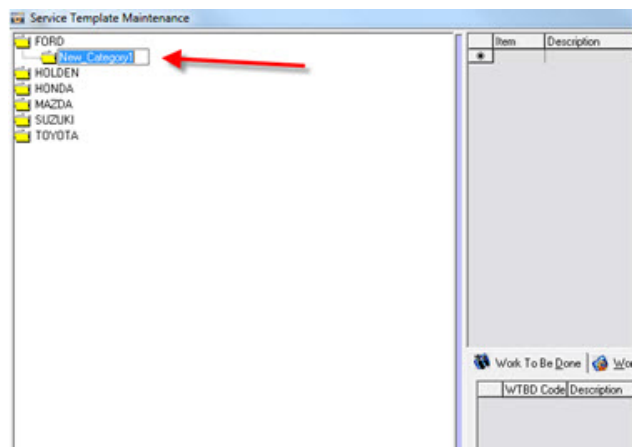 Service Template Maintenance
FORD
New_Category1
HOLDEN
HONDA
MAZDA
SUZUKI
TOYOTA
Item Description
Work To Be Done
WTBD Code Description